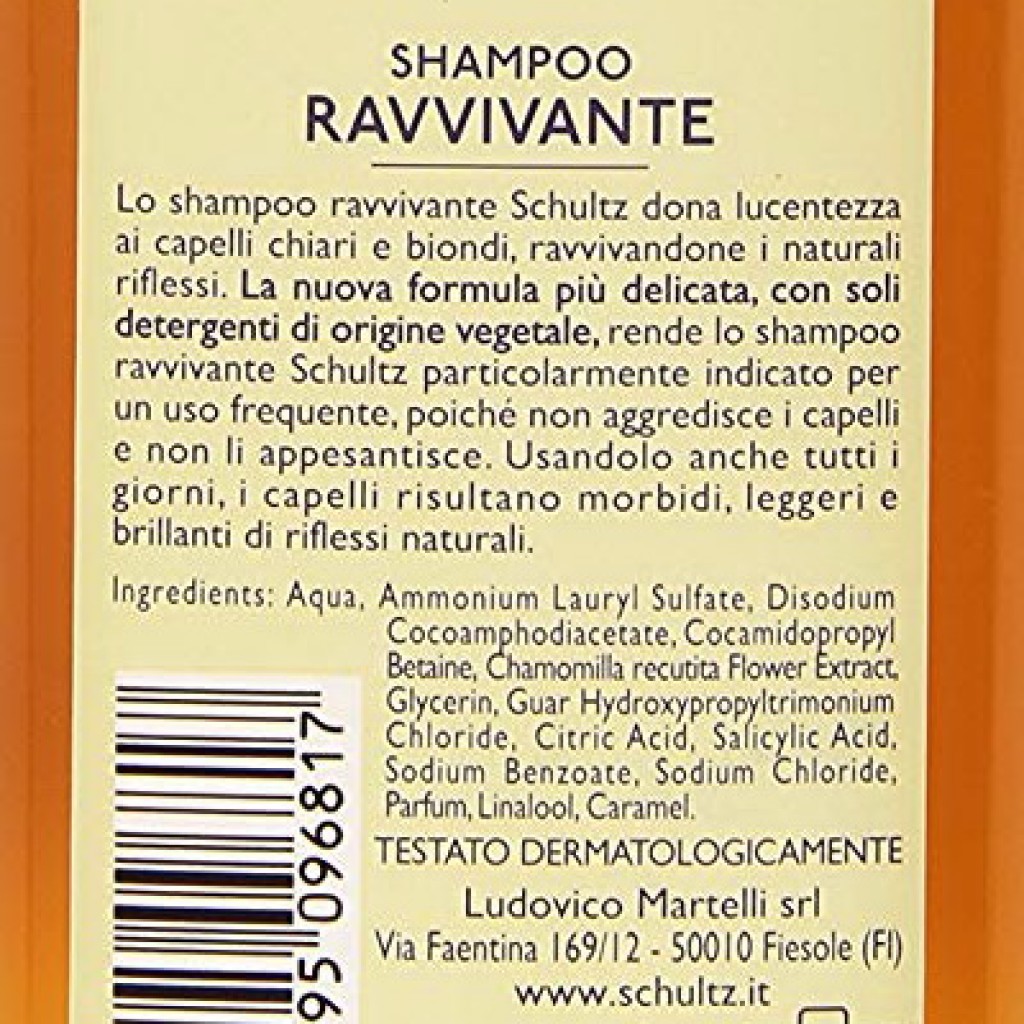 SHAMPOO
RAVVIVANTE
Lo shampoo ravvivante Schultz dona lucentezza
ai capelli chiari e biondi, ravvivandone i naturali
riflessi. La nuova formula più delicata, con soli
detergenti di origine vegetale, rende lo shampoo
ravvivante Schultz particolarmente indicato per
un uso frequente, poiché non aggredisce i capelli
e non li appesantisce. Usandolo anche tutti i
giorni, i capelli risultano morbidi, leggeri e
brillanti di riflessi naturali.
Ingredients: Aqua, Ammonium Lauryl Sulfate, Disodium
Cocoamphodiacetate, Cocamidopropyl
Betaine, Chamomilla recutita Flower Extract,
Glycerin, Guar Hydroxypropyltrimonium
Chloride, Citric Acid, Salicylic Acid,
Sodium Benzoate, Sodium Chloride,
Parfum, Linalool, Caramel.
TESTATO DERMATOLOGICAMENTE
Ludovico Martelli srl
Via Faentina 169/12 - 50010 Fiesole (FI)
www.schultz.it
95 096817